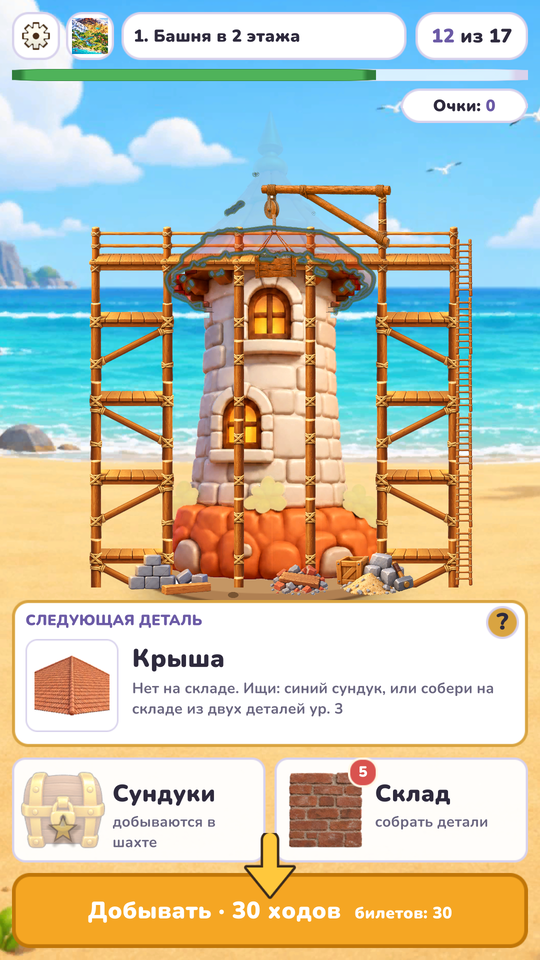 1. Башня в 2 этажа
12 из 17
Очки: 0
СЛЕДУЮЩАЯ ДЕТАЛЬ
?
Крыша
Нет на складе. Ищи: синий сундук, или собери на
складе из двух деталей ур. 3
Сундуки
добываются в
шахте
5
Склад
собрать детали
Добывать · 30 ходов билетов: 30